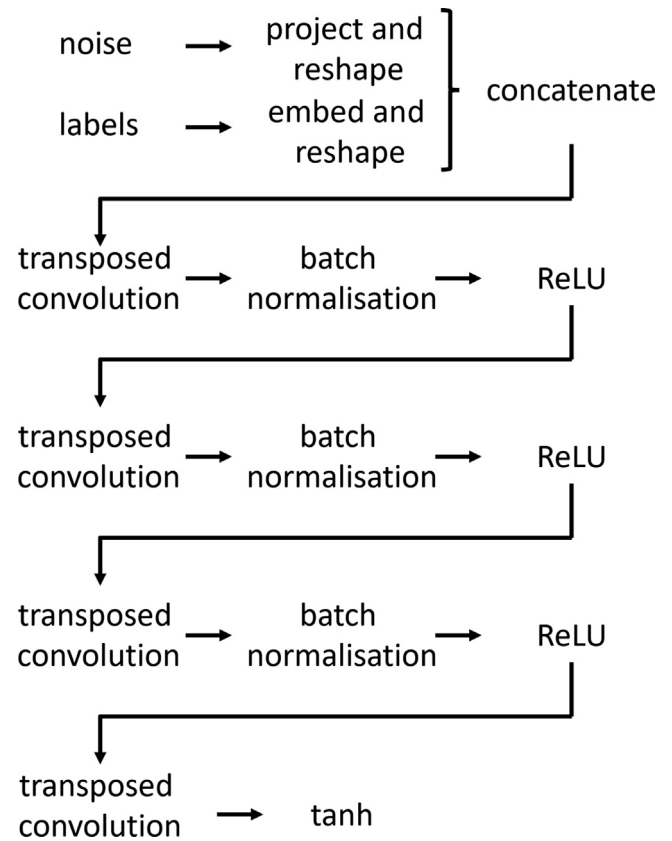 noise
project and
reshape
labels
embed and
reshape
concatenate
transposed
convolution
batch
normalisation
ReLU
transposed
convolution
batch
normalisation
ReLU
transposed
convolution
batch
normalisation
ReLU
transposed
convolution
tanh